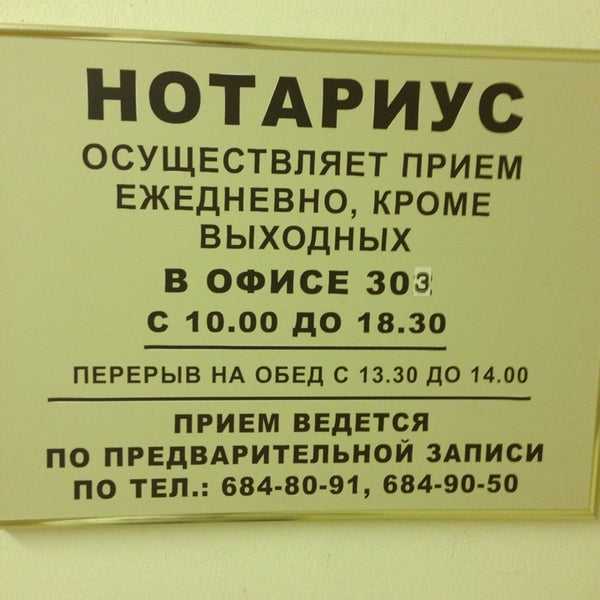 НОТАРИУС
ОСУЩЕСТВЛЯЕТ ПРИЕМ
ЕЖЕДНЕВНО, КРОМЕ
ВЫХОДНЫХ
В ОФИСЕ 303
С 10.00 ДО 18.30
ПЕРЕРЫВ НА ОБЕД С 13.30 ДО 14.00
ПРИЕМ ВЕДЕТСЯ
ПО ПРЕДВАРИТЕЛЬНОЙ ЗАПИСИ
ПО ТЕЛ.: 684-80-91, 684-90-50